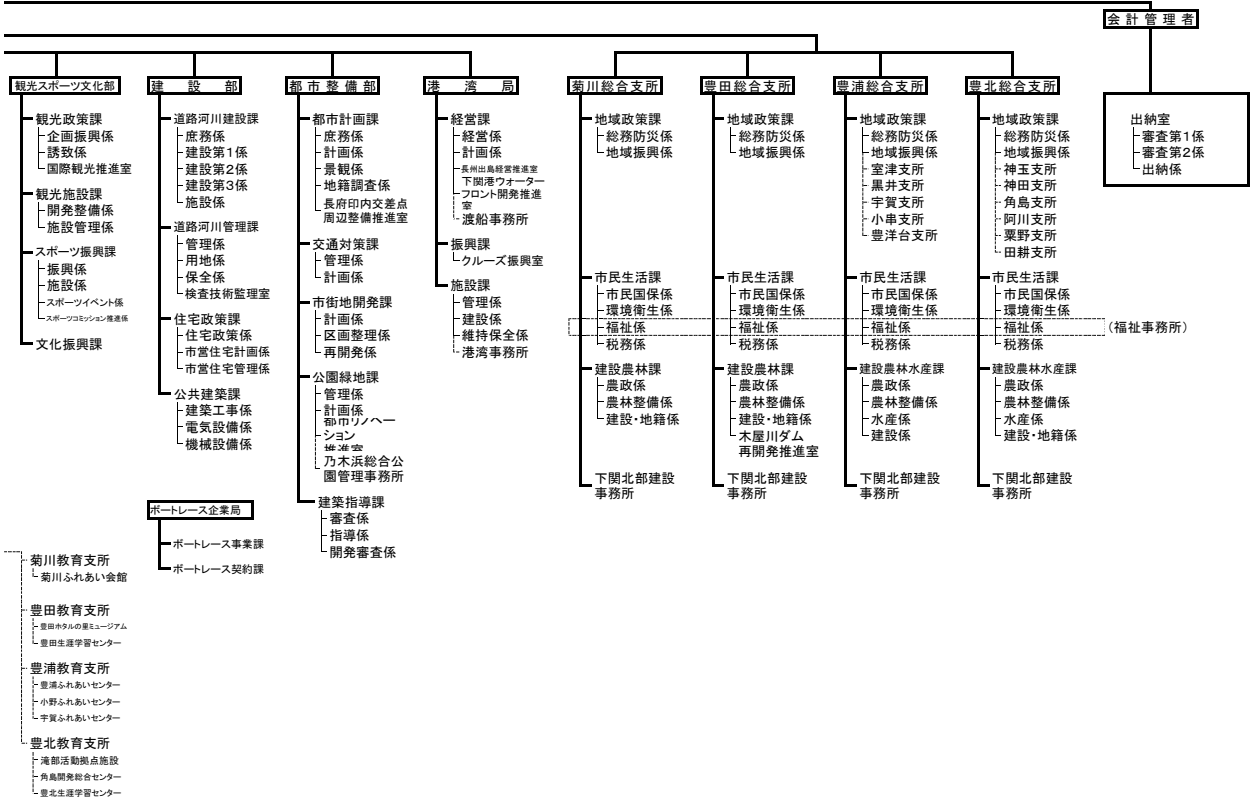 会計管理者
観光スポーツ文化部
観光政策課
企画振興係
誘致係
国際観光推進室
観光施設課
開発整備係
施設管理係
スポーツ振興課
振興係
施設係
スポーツイベント係
スポーツコミッション推進係
文化振興課
建設部
道路河川建設課
庶務係
建設第1係
建設第2係
建設第3係
施設係
道路河川管理課
管理係
用地係
保全係
検査技術監理室
住宅政策課
住宅政策係
市営住宅計画係
市営住宅管理係
公共建築課
建築工事係
電気設備係
機械設備係
都市整備部
都市計画課
庶務係
計画係
景観係
地籍調査係
長府印内交差点
周辺整備推進室
交通対策課
管理係
計画係
市街地開発課
計画係
区画整理係
再開発係
公園緑地課
管理係
計画係
都市リノベー
ション
推進室
乃木浜総合公
園管理事務所
建築指導課
審査係
指導係
開発審査係
港湾局
経営課
経営係
計画係
長州出島経営推進室
下関港ウォーター
フロント開発推進
室
渡船事務所
振興課
クルーズ振興室
施設課
管理係
建設係
維持保全係
港湾事務所
菊川総合支所
地域政策課
総務防災係
地域振興係
市民生活課
市民国保係
環境衛生係
福祉係
税務係
建設農林課
農政係
農林整備係
建設・地籍係
下関北部建設
事務所
豊田総合支所
地域政策課
総務防災係
地域振興係
市民生活課
市民国保係
環境衛生係
福祉係
税務係
建設農林課
農政係
農林整備係
建設・地籍係
木屋川ダム
再開発推進室
下関北部建設
事務所
豊浦総合支所
地域政策課
総務防災係
地域振興係
室津支所
黒井支所
宇賀支所
小串支所
豊洋台支所
市民生活課
市民国保係
環境衛生係
福祉係
税務係
建設農林水産課
農政係
農林整備係
水産係
建設係
下関北部建設
事務所
豊北総合支所
地域政策課
総務防災係
地域振興係
神玉支所
神田支所
角島支所
阿川支所
粟野支所
田耕支所
市民生活課
市民国保係
環境衛生係
福祉係
税務係
(福祉事務所)
建設農林水産課
農政係
農林整備係
水産係
建設・地籍係
下関北部建設
事務所
出納室
審査第1係
審査第2係
出納係
ボートレース企業局
ボートレース事業課
ボートレース契約課
菊川教育支所
菊川ふれあい会館
豊田教育支所
豊田ホタルの里ミュージアム
豊田生涯学習センター
豊浦教育支所
豊浦ふれあいセンター
小野ふれあいセンター
宇賀ふれあいセンター
豊北教育支所
滝部活動拠点施設
角島開発総合センター
豊北生涯学習センター